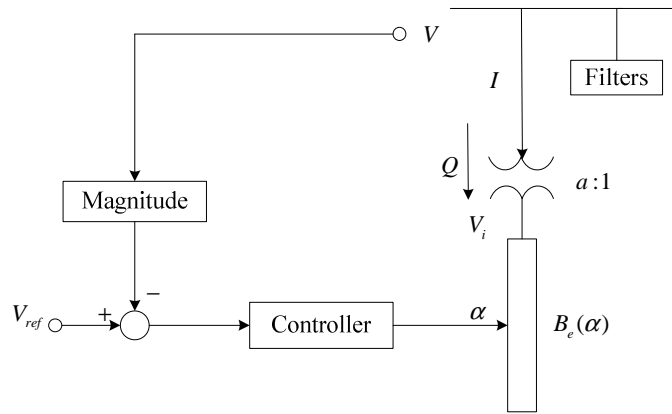 V
Filters
I
Q
a:1
Magnitude
V_i
V_ref
+
−
Controller
α
B_e(α)